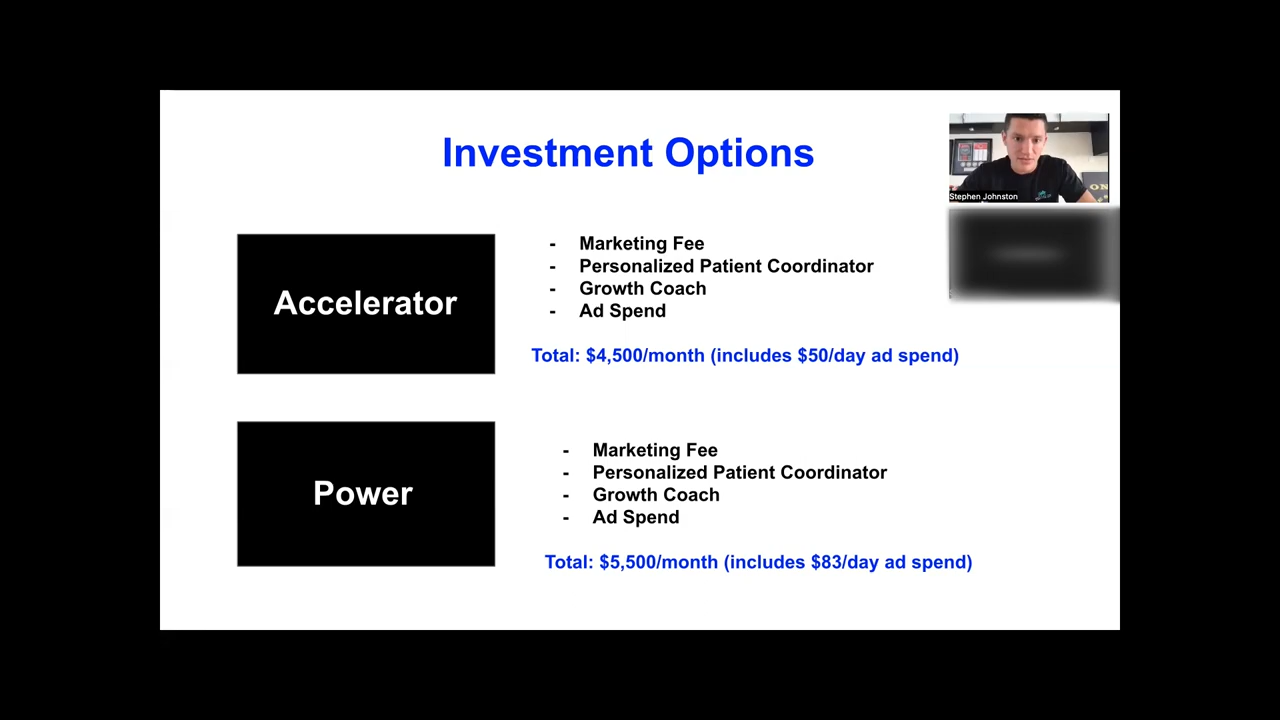 Investment Options
Stephen Johnston
Accelerator
- Marketing Fee
- Personalized Patient Coordinator
- Growth Coach
- Ad Spend
Total: $4,500/month (includes $50/day ad spend)
Power
- Marketing Fee
- Personalized Patient Coordinator
- Growth Coach
- Ad Spend
Total: $5,500/month (includes $83/day ad spend)
ON